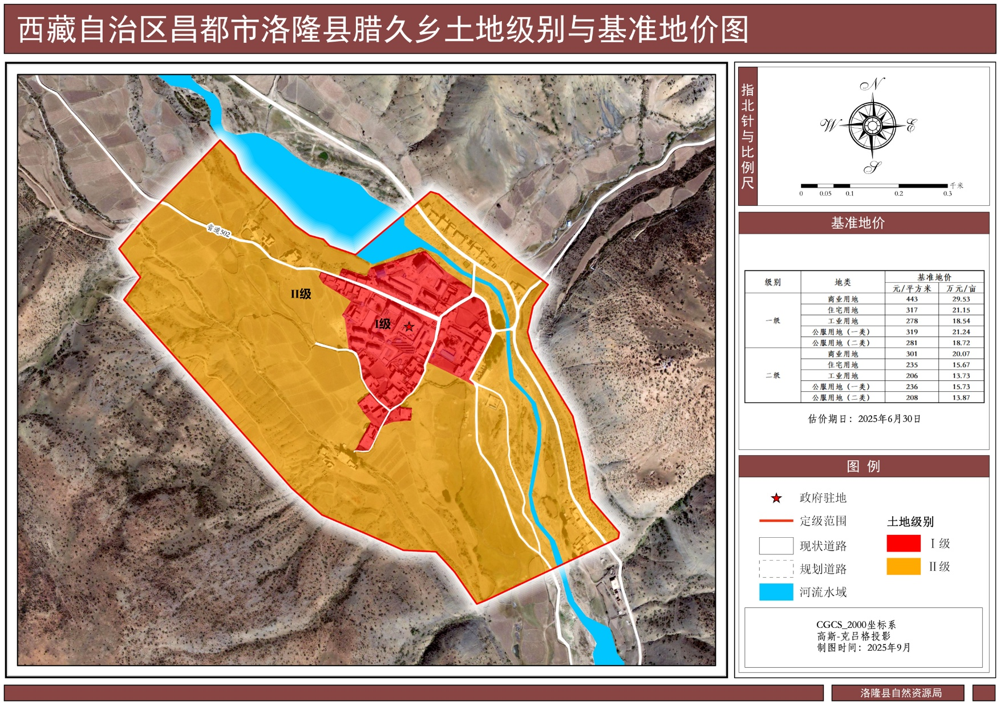 西藏自治区昌都市洛隆县腊久乡土地级别与基准地价图
省道502
II级
I级
指北针与比例尺
N
W
E
S
千米
0 0.05 0.1 0.2 0.3
基准地价
级别 地类 基准地价
元/平方米 万元/亩
一级
商业用地 443 29.53
住宅用地 317 21.15
工业用地 278 18.54
公服用地（一类） 319 21.24
公服用地（二类） 281 18.72
二级
商业用地 301 20.07
住宅用地 235 15.67
工业用地 206 13.73
公服用地（一类） 236 15.73
公服用地（二类） 208 13.87
估价期日：2025年6月30日
图 例
政府驻地
定级范围
现状道路
规划道路
河流水域
土地级别
I级
II级
CGCS_2000坐标系
高斯-克吕格投影
制图时间：2025年9月
洛隆县自然资源局